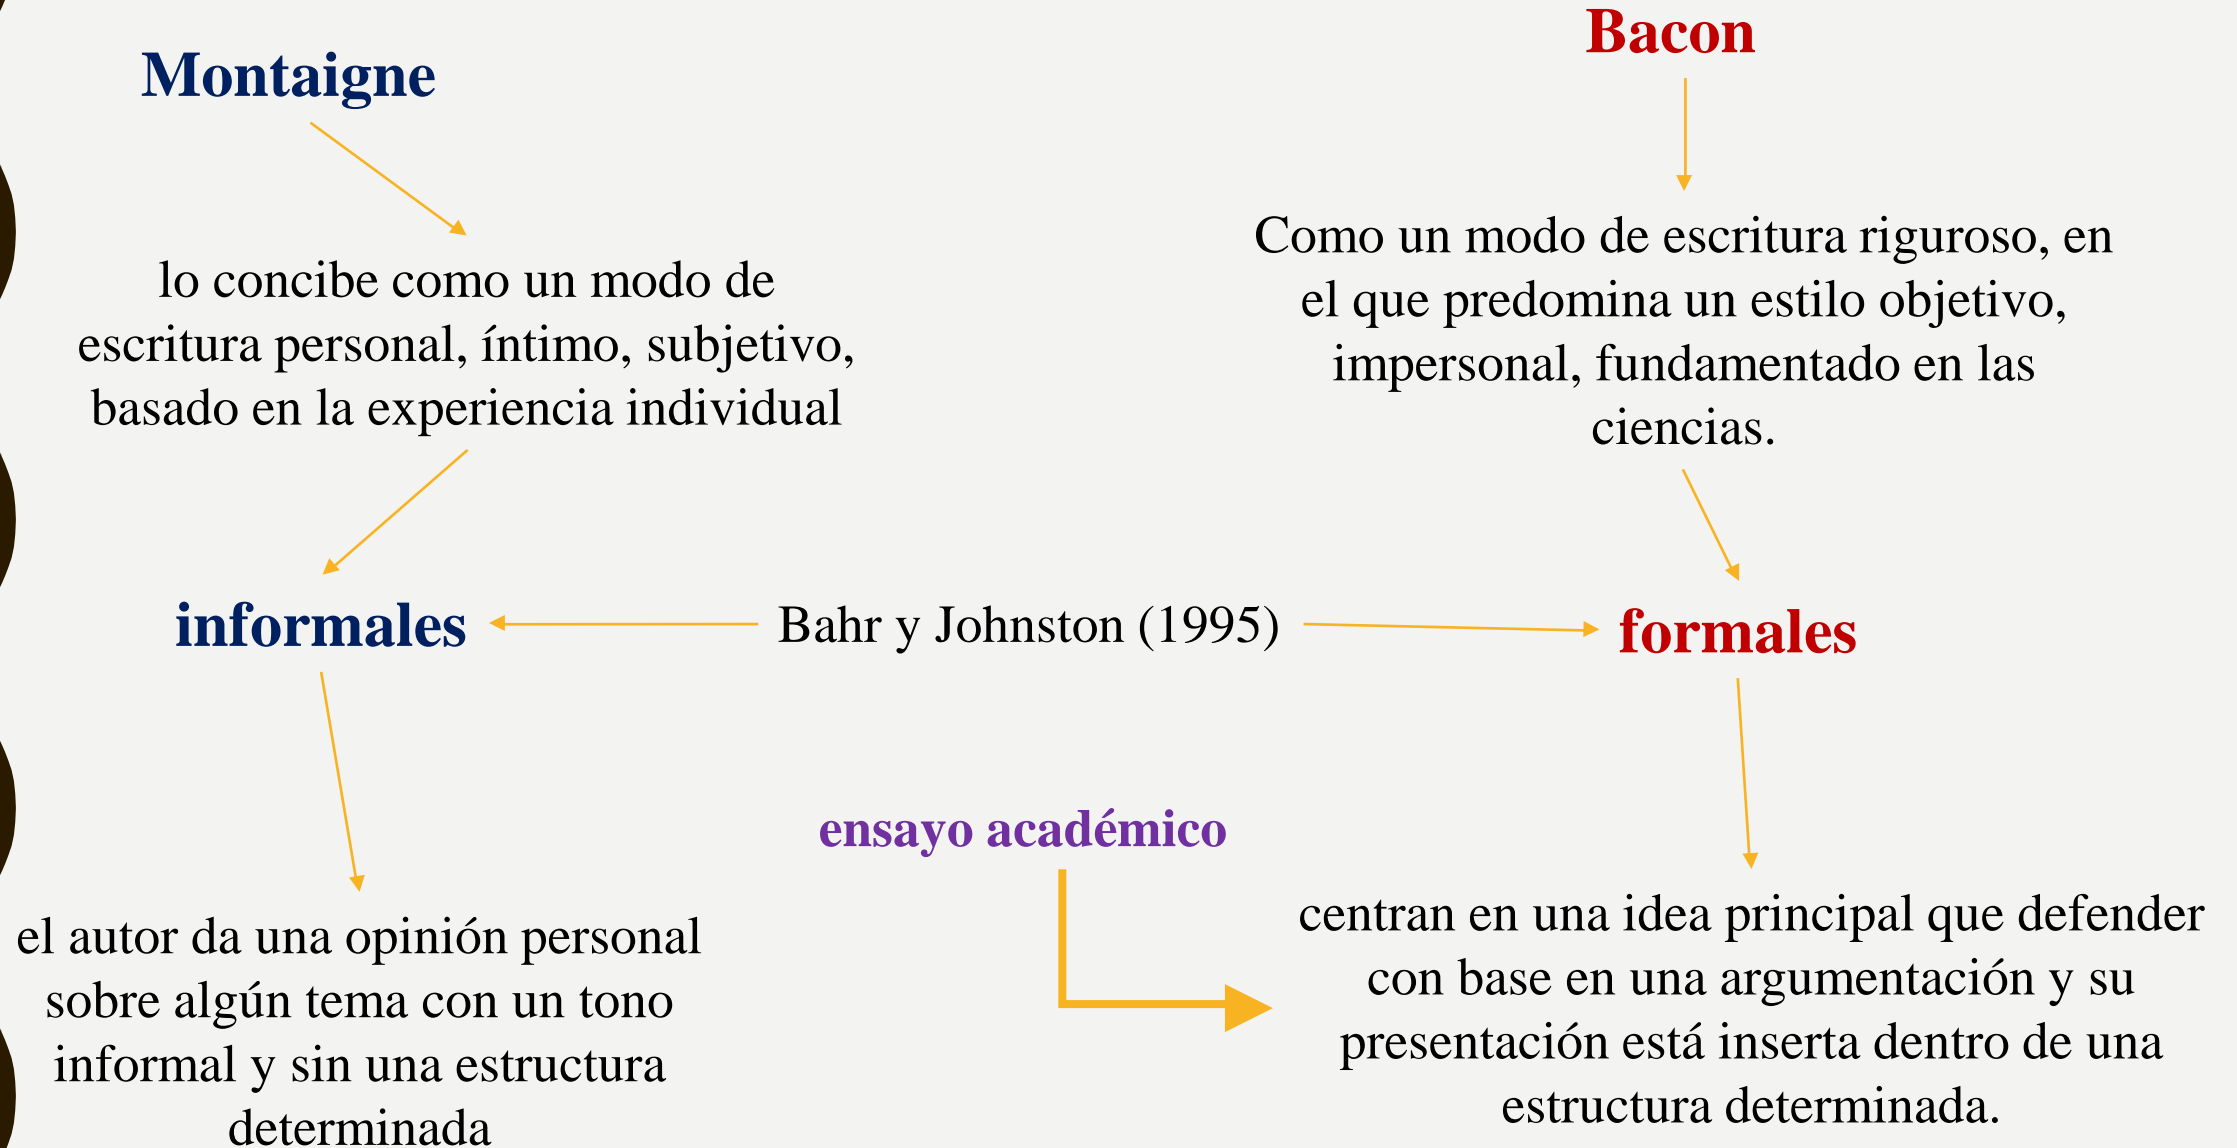 Montaigne
lo concibe como un modo de
escritura personal, íntimo, subjetivo,
basado en la experiencia individual
Bacon
Como un modo de escritura riguroso, en
el que predomina un estilo objetivo,
impersonal, fundamentado en las
ciencias.
informales
Bahr y Johnston (1995)
formales
ensayo académico
el autor da una opinión personal
sobre algún tema con un tono
informal y sin una estructura
determinada
centran en una idea principal que defender
con base en una argumentación y su
presentación está inserta dentro de una
estructura determinada.